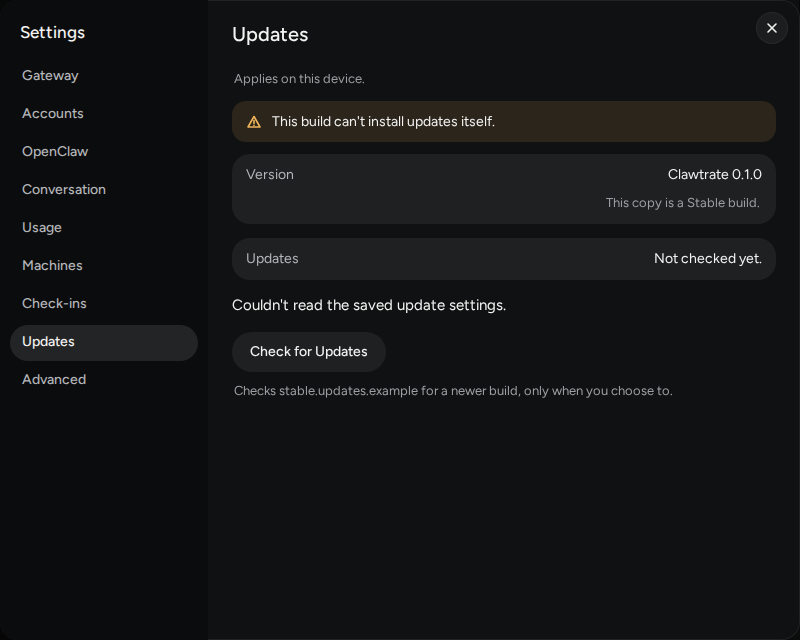 Settings
Gateway
Accounts
OpenClaw
Conversation
Usage
Machines
Check-ins
Updates
Advanced
Updates
Applies on this device.
This build can't install updates itself.
Version
Clawtrate 0.1.0
This copy is a Stable build.
Updates
Not checked yet.
Couldn't read the saved update settings.
Check for Updates
Checks stable.updates.example for a newer build, only when you choose to.